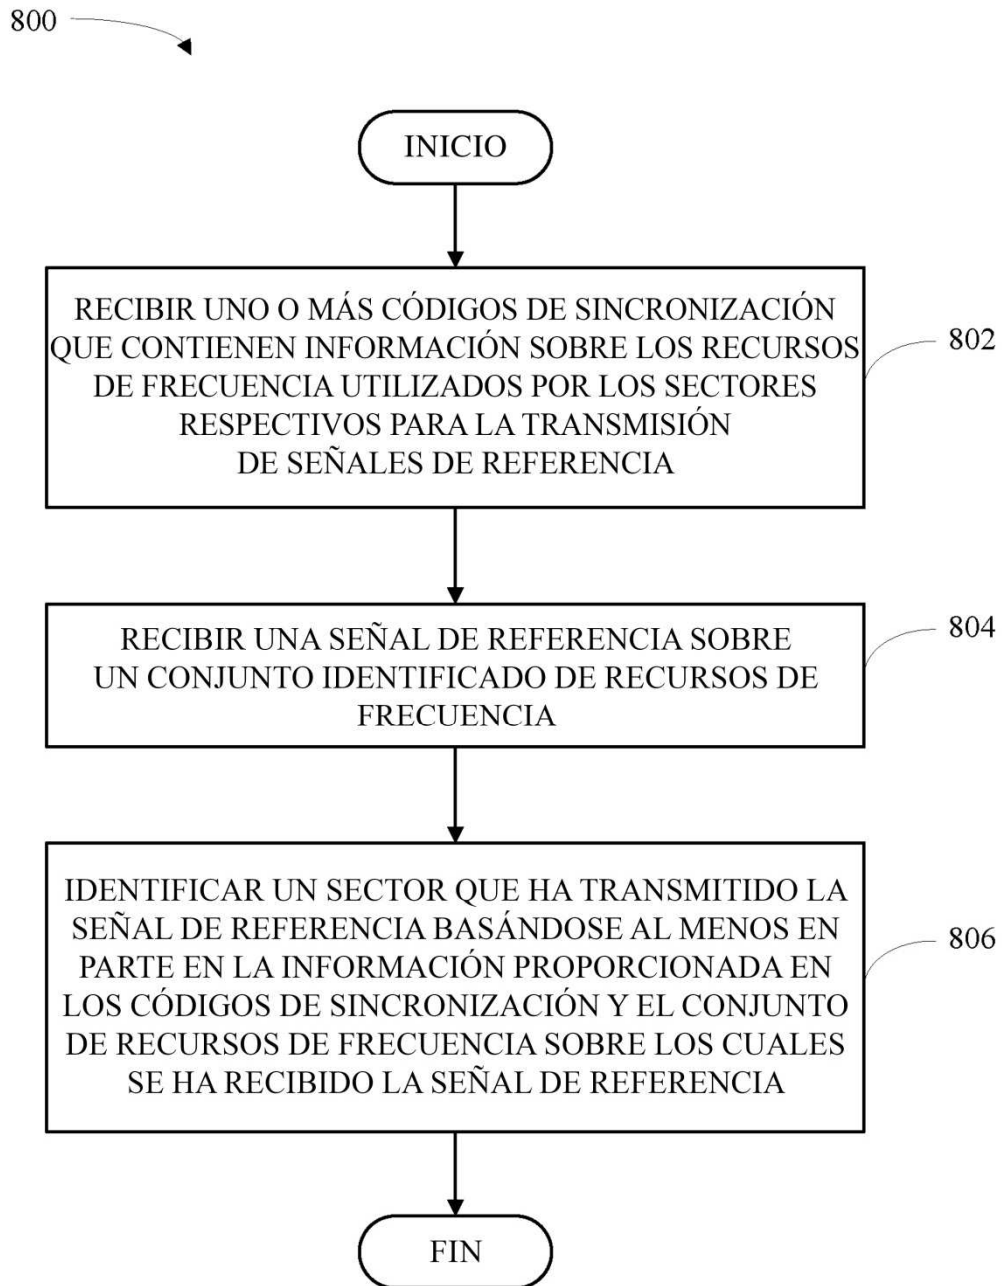 800
INICIO
RECIBIR UNO O MÁS CÓDIGOS DE SINCRONIZACIÓN
QUE CONTIENEN INFORMACIÓN SOBRE LOS RECURSOS
DE FRECUENCIA UTILIZADOS POR LOS SECTORES
RESPECTIVOS PARA LA TRANSMISIÓN
DE SEÑALES DE REFERENCIA
802
RECIBIR UNA SEÑAL DE REFERENCIA SOBRE
UN CONJUNTO IDENTIFICADO DE RECURSOS DE
FRECUENCIA
804
IDENTIFICAR UN SECTOR QUE HA TRANSMITIDO LA
SEÑAL DE REFERENCIA BASÁNDOSE AL MENOS EN
PARTE EN LA INFORMACIÓN PROPORCIONADA EN
LOS CÓDIGOS DE SINCRONIZACIÓN Y EL CONJUNTO
DE RECURSOS DE FRECUENCIA SOBRE LOS CUALES
SE HA RECIBIDO LA SEÑAL DE REFERENCIA
806
FIN